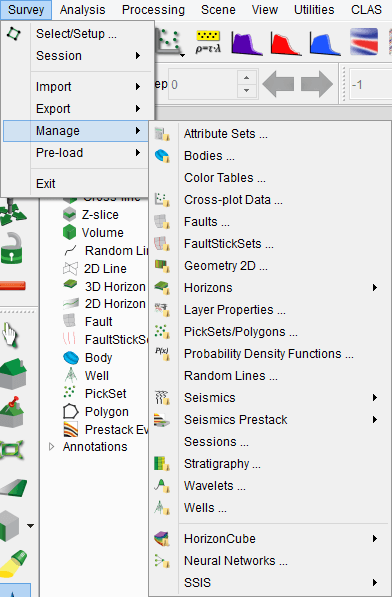 Survey Analysis Processing Scene View Utilities CLAS
Select/Setup ...
Session
ρ=τ·λ
Import
ep 0
-1
Export
Manage
Pre-load
Exit
Attribute Sets ...
Bodies ...
Color Tables ...
Cross-plot Data ...
Z-slice
Faults ...
Volume
FaultStickSets ...
Random Li
2D Line
Geometry 2D ...
3D Horizon
Horizons
2D Horizon
Layer Properties ...
Fault
PickSets/Polygons ...
FaultStickS
Body
P(x) Probability Density Functions ...
Well
Random Lines ...
PickSet
Seismics
Polygon
Seismics Prestack
Prestack Ev
Sessions ...
Annotations
Stratigraphy ...
Wavelets ...
Wells ...
HorizonCube
Neural Networks ...
SSIS